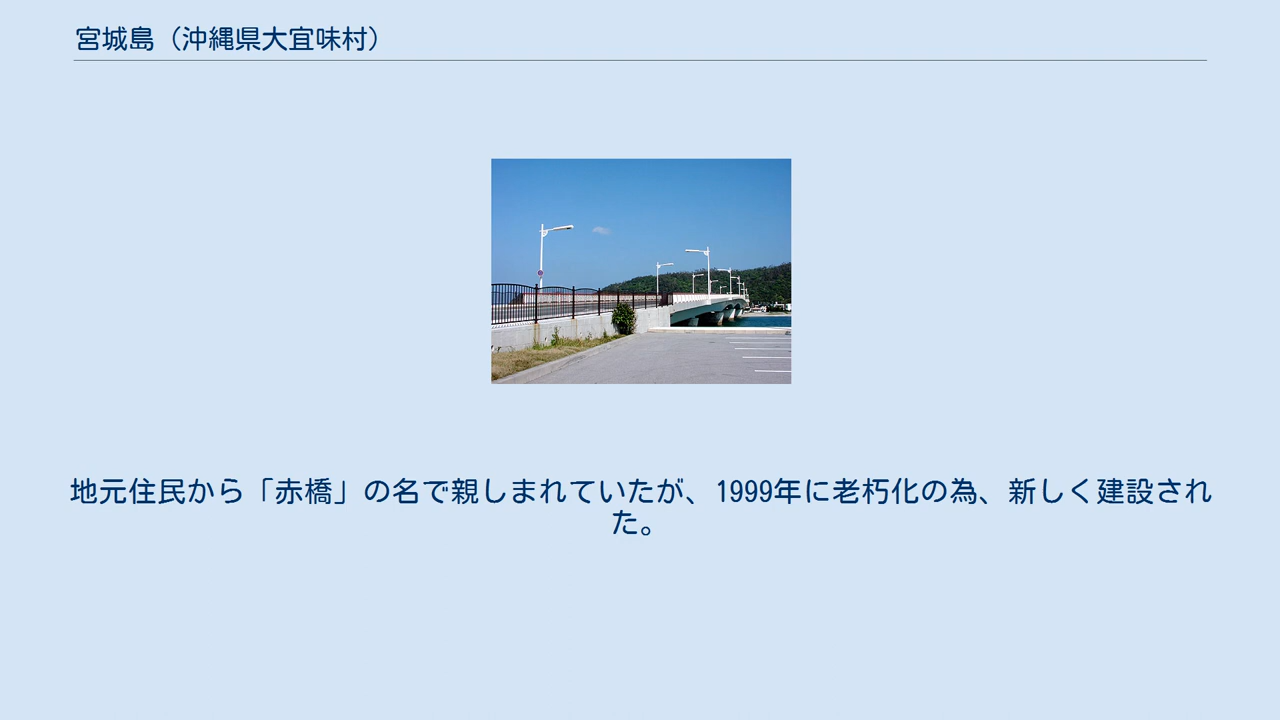 宮城島（沖縄県大宜味村）
地元住民から「赤橋」の名で親しまれていたが、1999年に老朽化の為、新しく建設され
た。